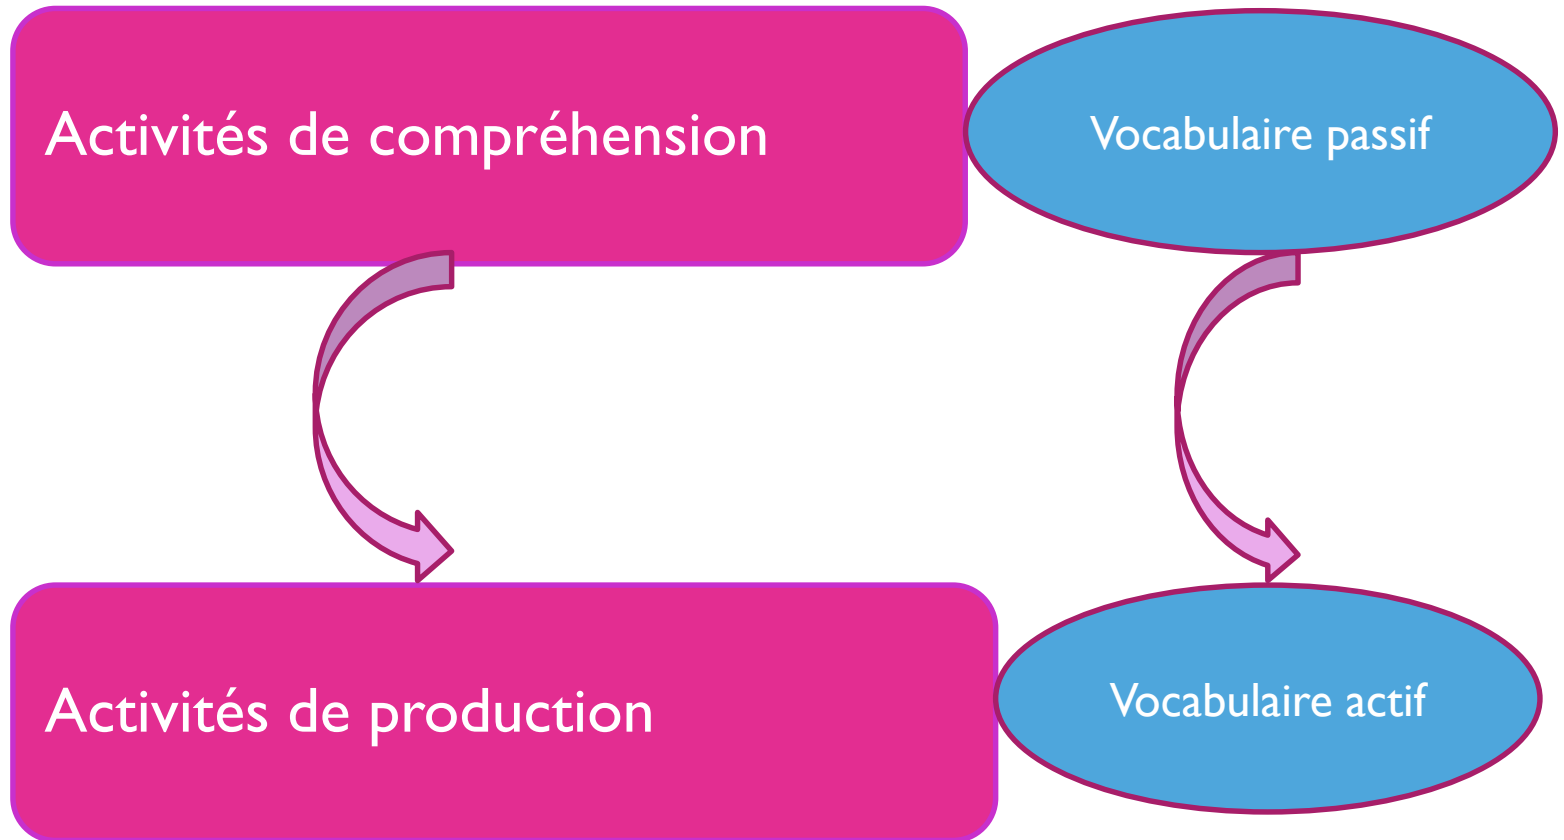 Activités de compréhension
Vocabulaire passif
Activités de production
Vocabulaire actif